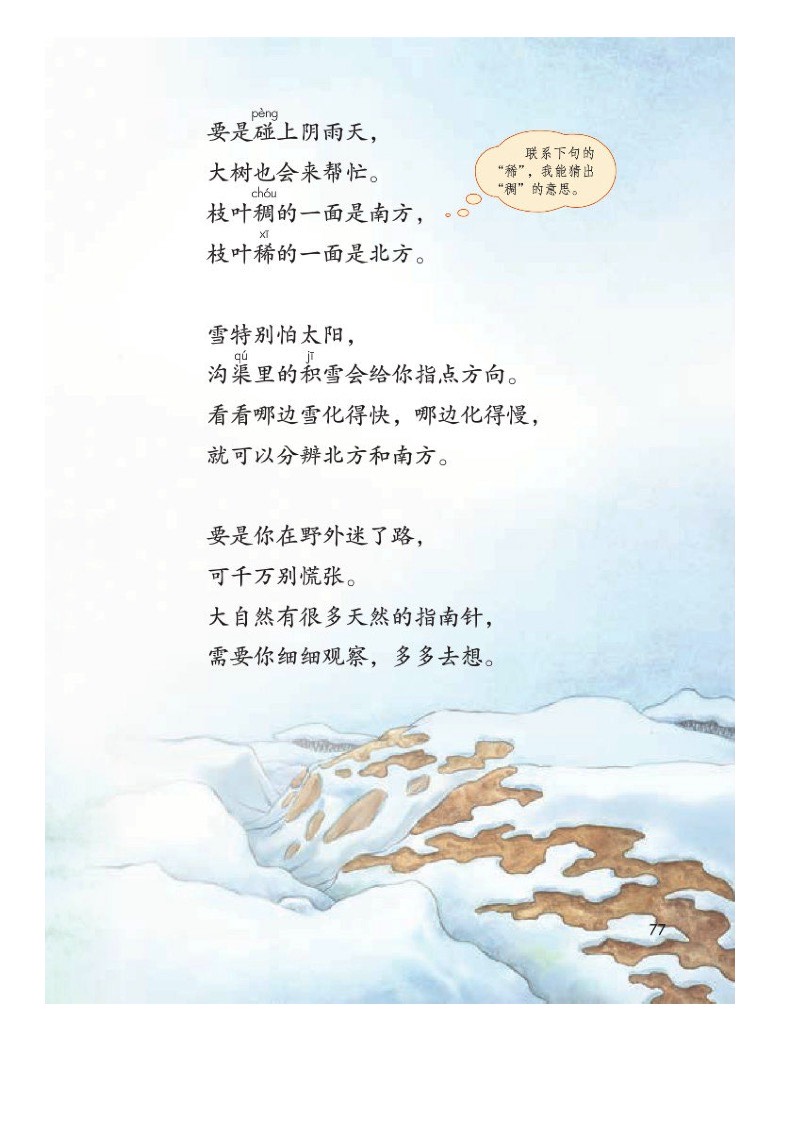 pèng
要是碰上阴雨天，
大树也会来帮忙。
chóu
枝叶稠的一面是南方，
xī
枝叶稀的一面是北方。
联系下句的
“稀”，我能猜出
“稠”的意思。
雪特别怕太阳，
qú jī
沟渠里的积雪会给你指点方向。
看看哪边雪化得快，哪边化得慢，
就可以分辨北方和南方。
要是你在野外迷了路，
可千万别慌张。
大自然有很多天然的指南针，
需要你细细观察，多多去想。
77